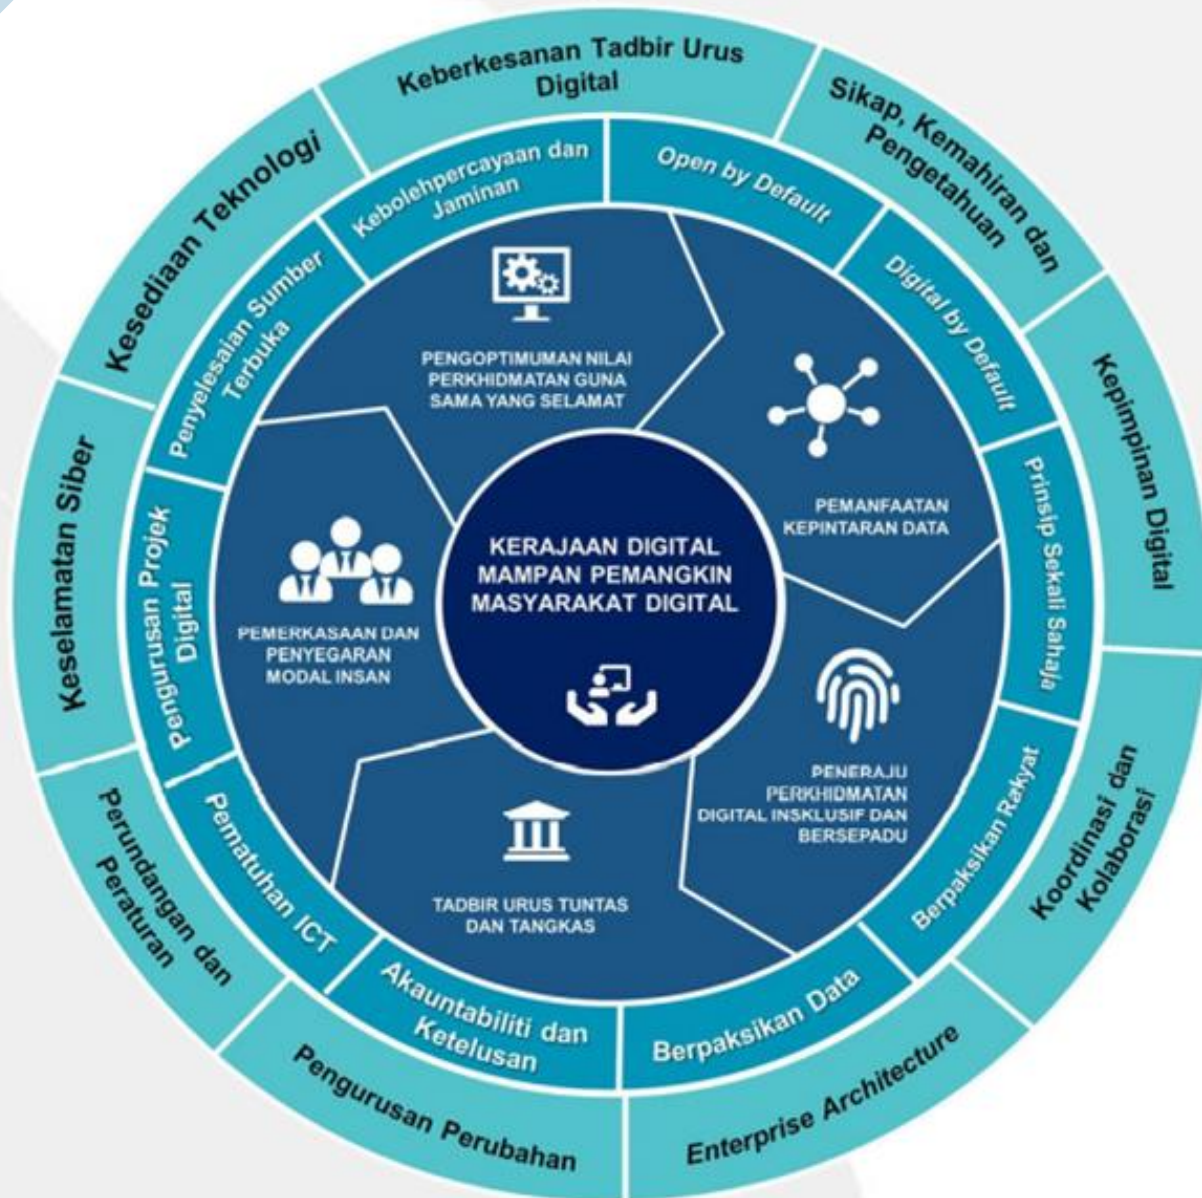 Keberkesanan Tadbir Urus
Digital
Sikap, Kemahiran dan
Pengetahuan
Kepimpinan Digital
Koordinasi dan
Kolaborasi
Enterprise Architecture
Pengurusan Perubahan
Perundangan dan
Peraturan
Keselamatan Siber
Kesediaan Teknologi
Kebolehpercayaan dan
Jaminan
Open by Default
Digital by Default
Prinsip Sekali Sahaja
Berpaksikan Rakyat
Berpaksikan Data
Akauntabiliti dan
Ketelusan
Pematuhan ICT
Pengurusan Projek
Digital
Penyelesaian Sumber
Terbuka
PENGOPTIMUMAN NILAI
PERKHIDMATAN GUNA
SAMA YANG SELAMAT
PEMANFAATAN
KEPINTARAN DATA
PENERAJU
PERKHIDMATAN
DIGITAL INSKLUSIF DAN
BERSEPADU
TADBIR URUS TUNTAS
DAN TANGKAS
PEMERKASAAN DAN
PENYEGARAN
MODAL INSAN
KERAJAAN DIGITAL
MAMPAN PEMANGKIN
MASYARAKAT DIGITAL